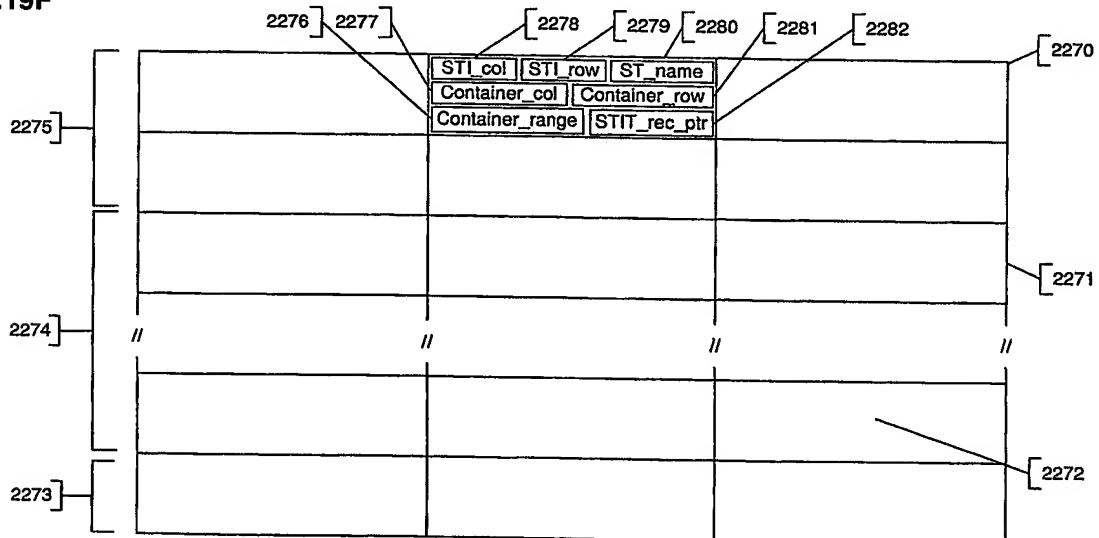 2276 2277 2278 2279 2280 2281 2282
2270
STI_col STI_row ST_name
Container_col Container_row
Container_range STIT_rec_ptr
2275
2271
2274
2272
2273